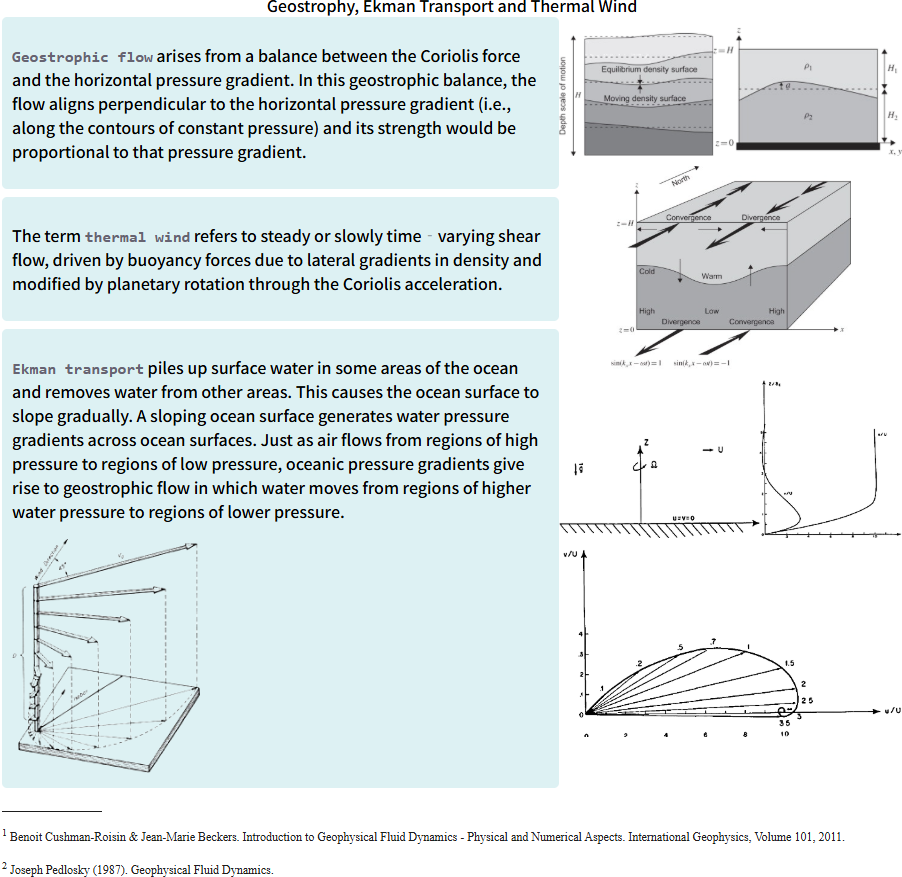 Geostrophy, Ekman Transport and Thermal Wind
Geostrophic flow arises from a balance between the Coriolis force
and the horizontal pressure gradient. In this geostrophic balance, the
flow aligns perpendicular to the horizontal pressure gradient (i.e.,
along the contours of constant pressure) and its strength would be
proportional to that pressure gradient.
The term thermal wind refers to steady or slowly time - varying shear
flow, driven by buoyancy forces due to lateral gradients in density and
modified by planetary rotation through the Coriolis acceleration.
Ekman transport piles up surface water in some areas of the ocean
and removes water from other areas. This causes the ocean surface to
slope gradually. A sloping ocean surface generates water pressure
gradients across ocean surfaces. Just as air flows from regions of high
pressure to regions of low pressure, oceanic pressure gradients give
rise to geostrophic flow in which water moves from regions of higher
water pressure to regions of lower pressure.
Depth scale of motion
H
z=H
Equilibrium density surface
Moving density surface
z=0
z
ρ1
a
ρ2
H1
H2
x, y
North
z
z=H
Convergence Divergence
Cold
Warm
High Low High
Divergence Convergence
z=0
x
sin(kₓx − ωt)=1 sin(kₓx − ωt)=−1
Z
Ω
U
U=V=0
v/U
4
3
2
.1
0
.1
.2
.5
.7
1
1.5
2
2 5
3
3 5
u/U
0 2 4 6 8 10
1 Benoit Cushman-Roisin & Jean-Marie Beckers. Introduction to Geophysical Fluid Dynamics - Physical and Numerical Aspects. International Geophysics, Volume 101, 2011.
2 Joseph Pedlosky (1987). Geophysical Fluid Dynamics.